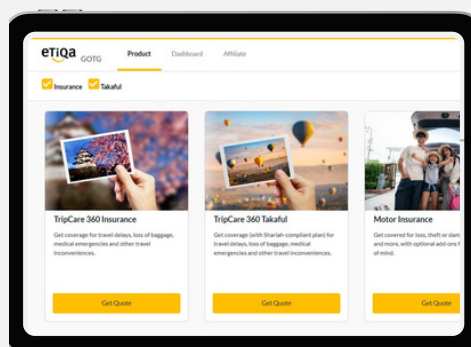 eTiQa GOTG
Product Dashboard Affiliate
Insurance Takaful
TripCare 360 Insurance
Get coverage for travel delays, loss of baggage,
medical emergencies and other travel
inconveniences.
Get Quote
TripCare 360 Takaful
Get coverage (with Shariah-compliant plan) for
travel delays, loss of baggage, medical
emergencies and other travel inconveniences.
Get Quote
Motor Insurance
Get covered for loss, theft or dam
and more, with optional add-ons f
of mind.
Get Quote